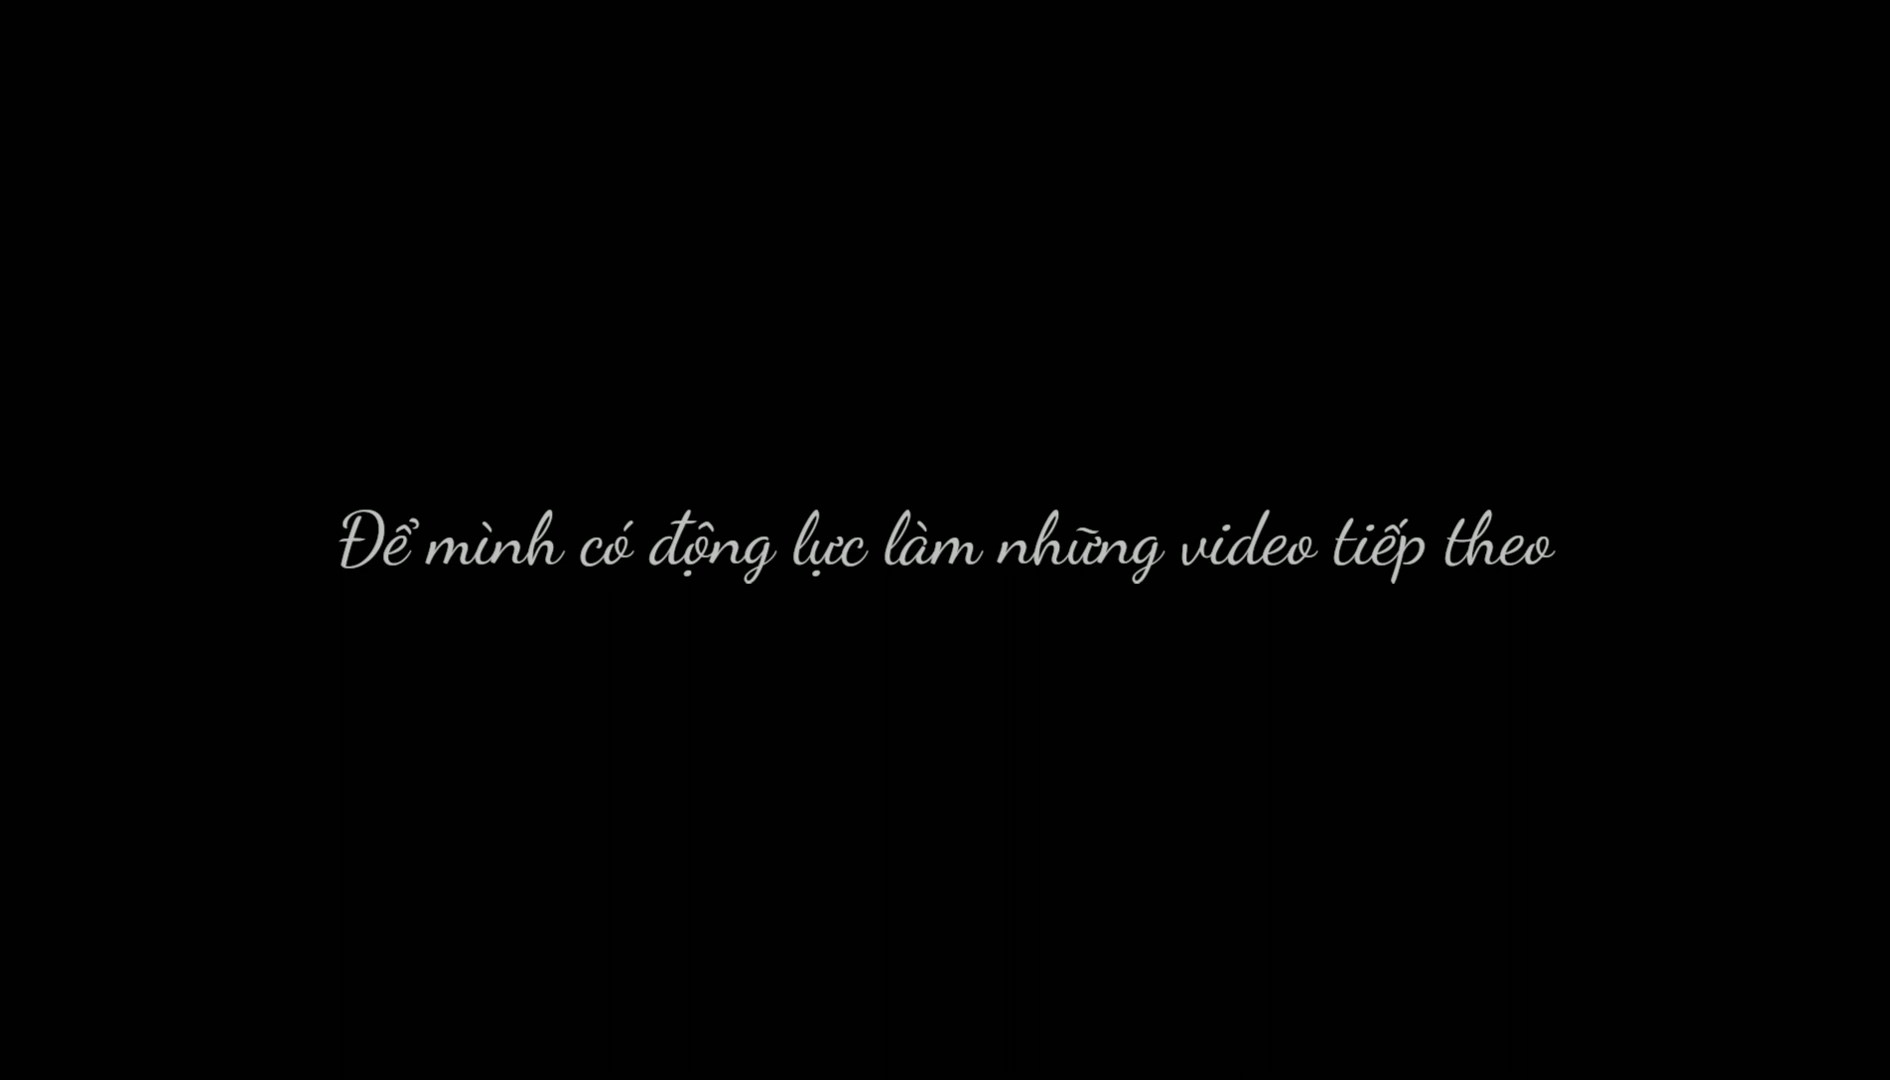 Để mình có động lực làm những video tiếp theo